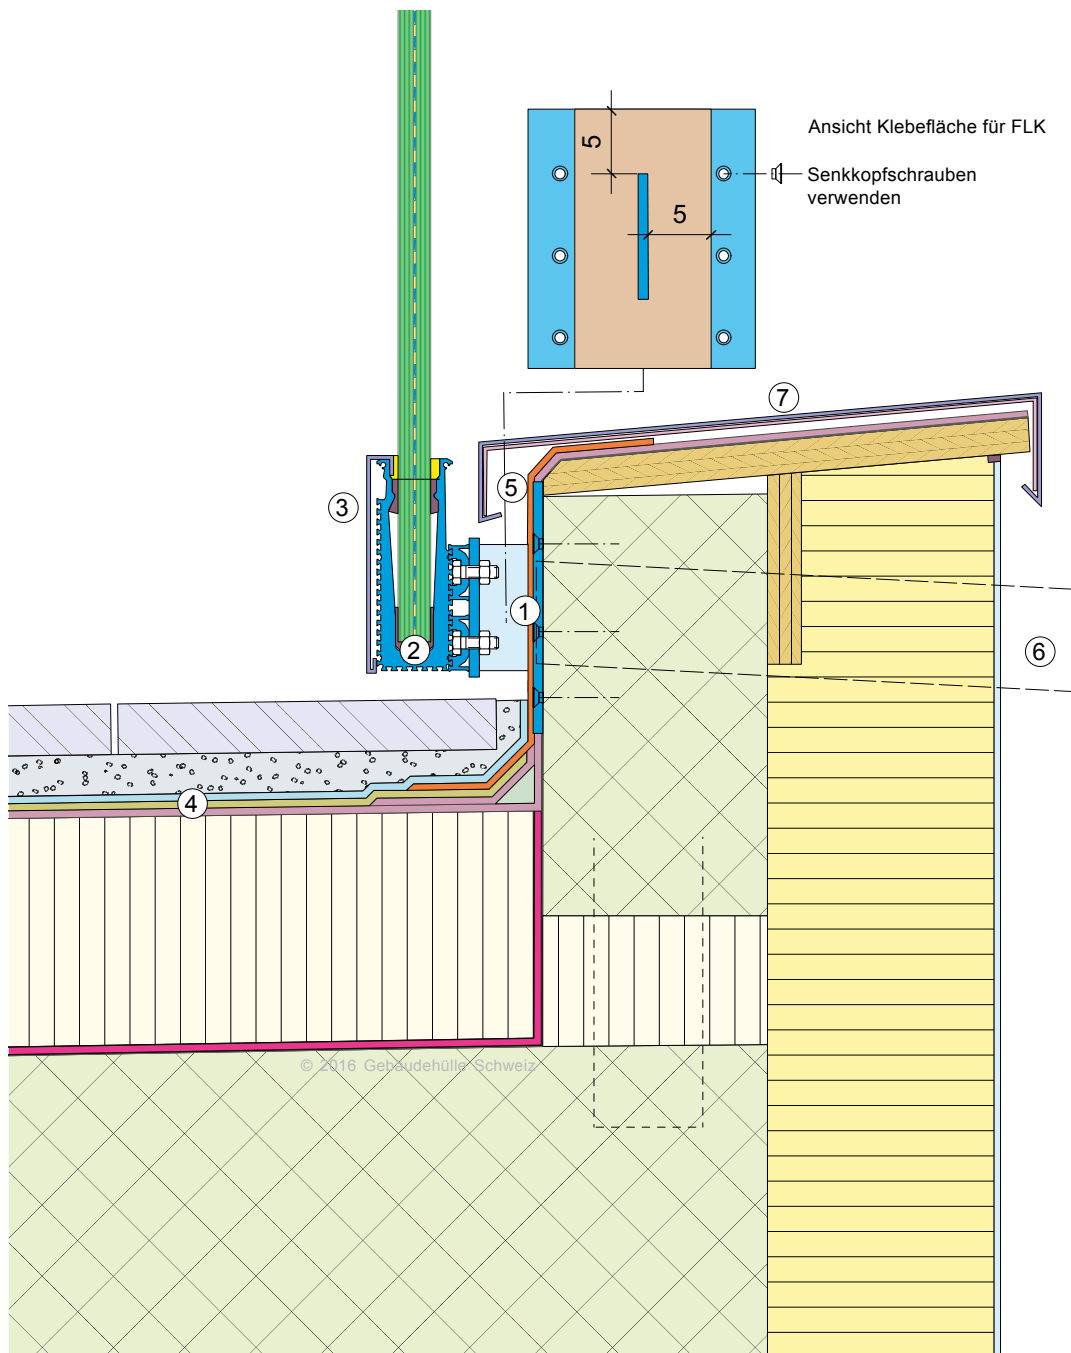 Ansicht Klebefläche für FLK
5
Senkkopfschrauben
verwenden
5
7
5
3
1
2
6
4
© 2016 Gebäudehülle Schweiz